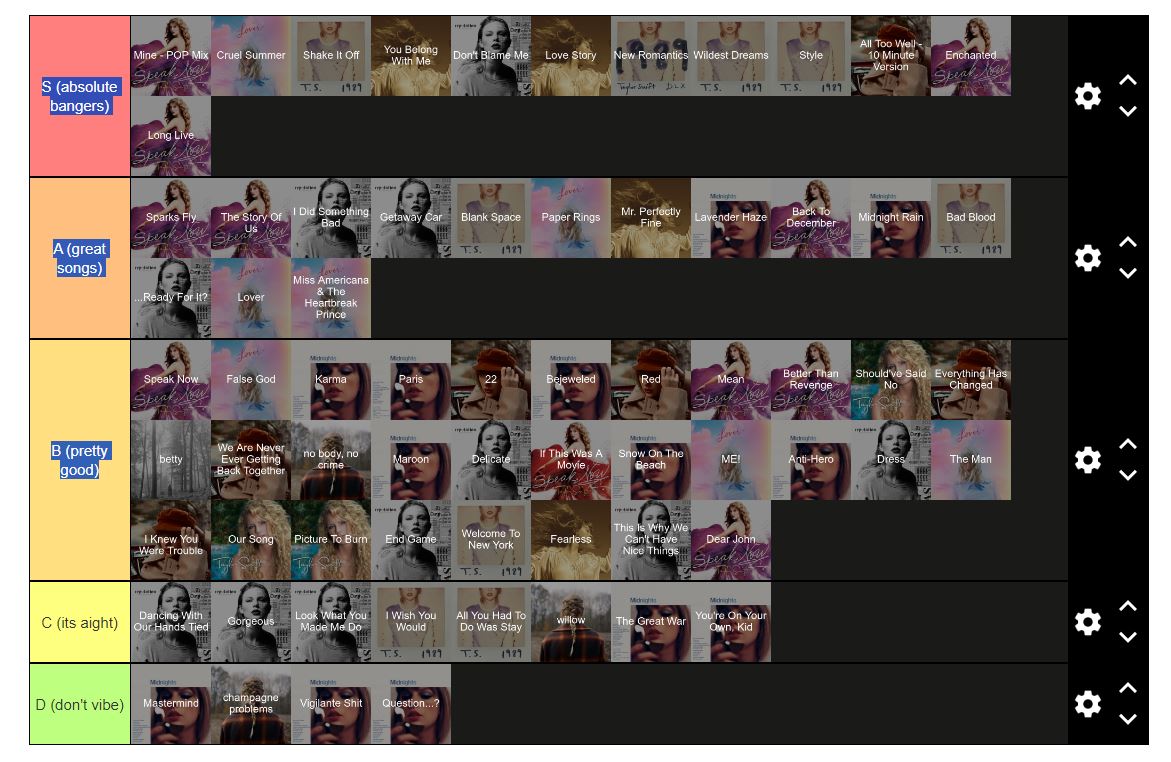 S (absolute
bangers)
Mine - POP Mix
Cruel Summer
Shake It Off
You Belong
With Me
Don't Blame Me
Love Story
New Romantics
Wildest Dreams
Style
All Too Well -
10 Minute
Version
Enchanted
Long Live
A (great
songs)
Sparks Fly
The Story Of
Us
I Did Something
Bad
Getaway Car
Blank Space
Paper Rings
Mr. Perfectly
Fine
Lavender Haze
Back To
December
Midnight Rain
Bad Blood
...Ready For It?
Lover
Miss Americana
& The
Heartbreak
Prince
B (pretty
good)
Speak Now
False God
Karma
Paris
22
Bejeweled
Red
Mean
Better Than
Revenge
Should've Said
No
Everything Has
Changed
betty
We Are Never
Ever Getting
Back Together
no body, no
crime
Maroon
Delicate
If This Was A
Movie
Snow On The
Beach
ME!
Anti-Hero
Dress
The Man
I Knew You
Were Trouble
Our Song
Picture To Burn
End Game
Welcome To
New York
Fearless
This Is Why We
Can't Have
Nice Things
Dear John
C (its aight)
Dancing With
Our Hands Tied
Gorgeous
Look What You
Made Me Do
I Wish You
Would
All You Had To
Do Was Stay
willow
The Great War
You're On Your
Own, Kid
D (don't vibe)
Mastermind
champagne
problems
Vigilante Shit
Question...?